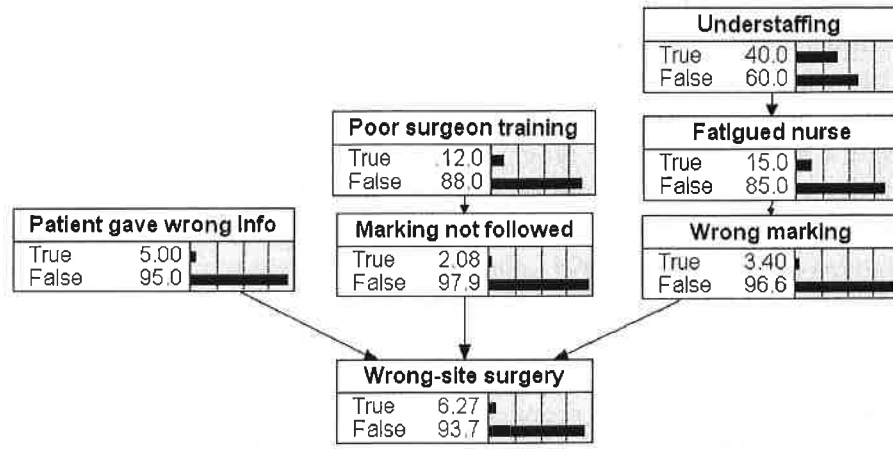 Understaffing
True 40.0
False 60.0
Poor surgeon training
True 12.0
False 88.0
Fatigued nurse
True 15.0
False 85.0
Patient gave wrong Info
True 5.00
False 95.0
Marking not followed
True 2.08
False 97.9
Wrong marking
True 3.40
False 96.6
Wrong-site surgery
True 6.27
False 93.7